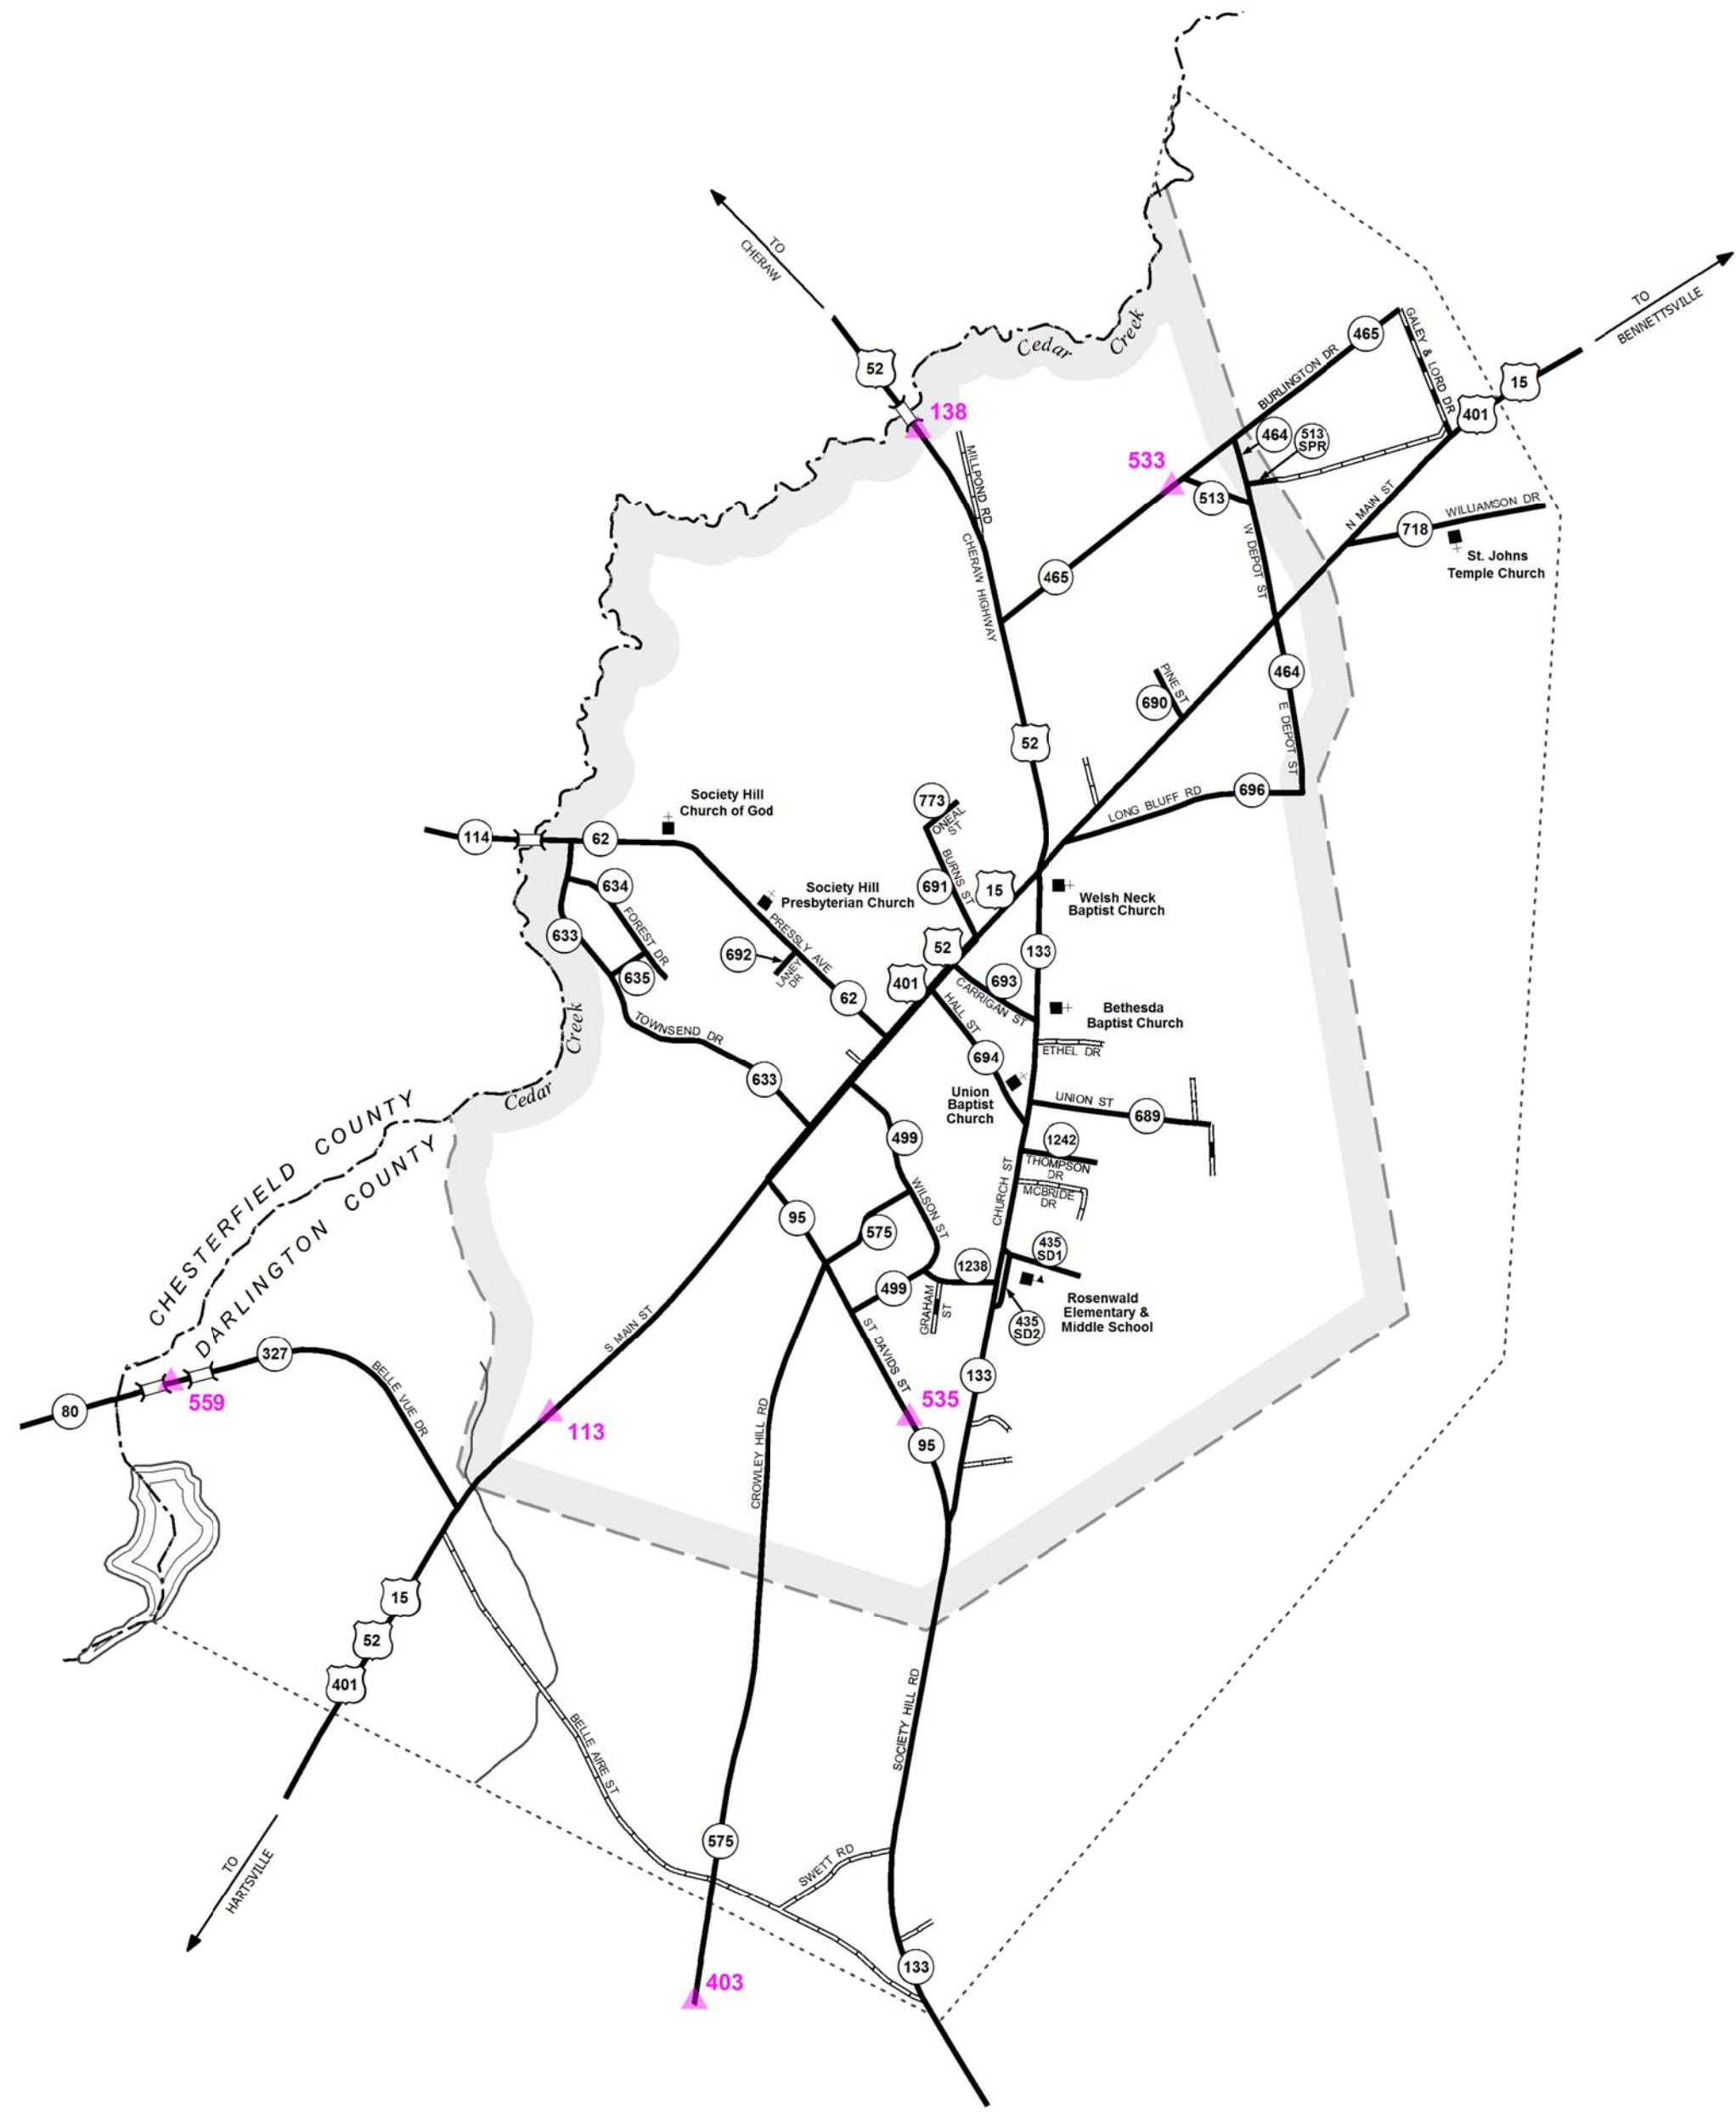 TO
CHERAW
52
138
Cedar
Creek
TO
BENNETTSVILLE
465
GALEY & LORD DR
15
401
BURLINGTON DR
464
513
SPR
533
513
MILLPOND RD
N MAIN ST
WILLIAMSON DR
718
St. Johns
Temple Church
W DEPOT ST
CHERAW HIGHWAY
465
464
PINE ST
690
E DEPOT ST
52
LONG BLUFF RD
696
Society Hill
Church of God
773
ONEAL
ST
114
62
BURNS ST
691
15
Society Hill
Presbyterian Church
Welsh Neck
Baptist Church
634
FOREST DR
633
635
PRESSLY AVE
692
LANEY
DR
62
52
401
133
693
CARRIGAN ST
HALL ST
Bethesda
Baptist Church
ETHEL DR
694
Creek
TOWNSEND DR
633
Cedar
Union
Baptist
Church
UNION ST
689
499
1242
THOMPSON
DR
MCBRIDE
DR
CHURCH ST
CHESTERFIELD COUNTY
DARLINGTON COUNTY
95
WILSON ST
575
435
SD1
1238
499
GRAHAM
ST
435
SD2
Rosenwald
Elementary &
Middle School
S MAIN ST
ST DAVIDS ST
327
BELLE VUE DR
80
559
133
535
95
113
CROWLEY HILL RD
15
52
401
SOCIETY HILL RD
BELLE AIRE ST
575
SWETT RD
TO
HARTSVILLE
133
403